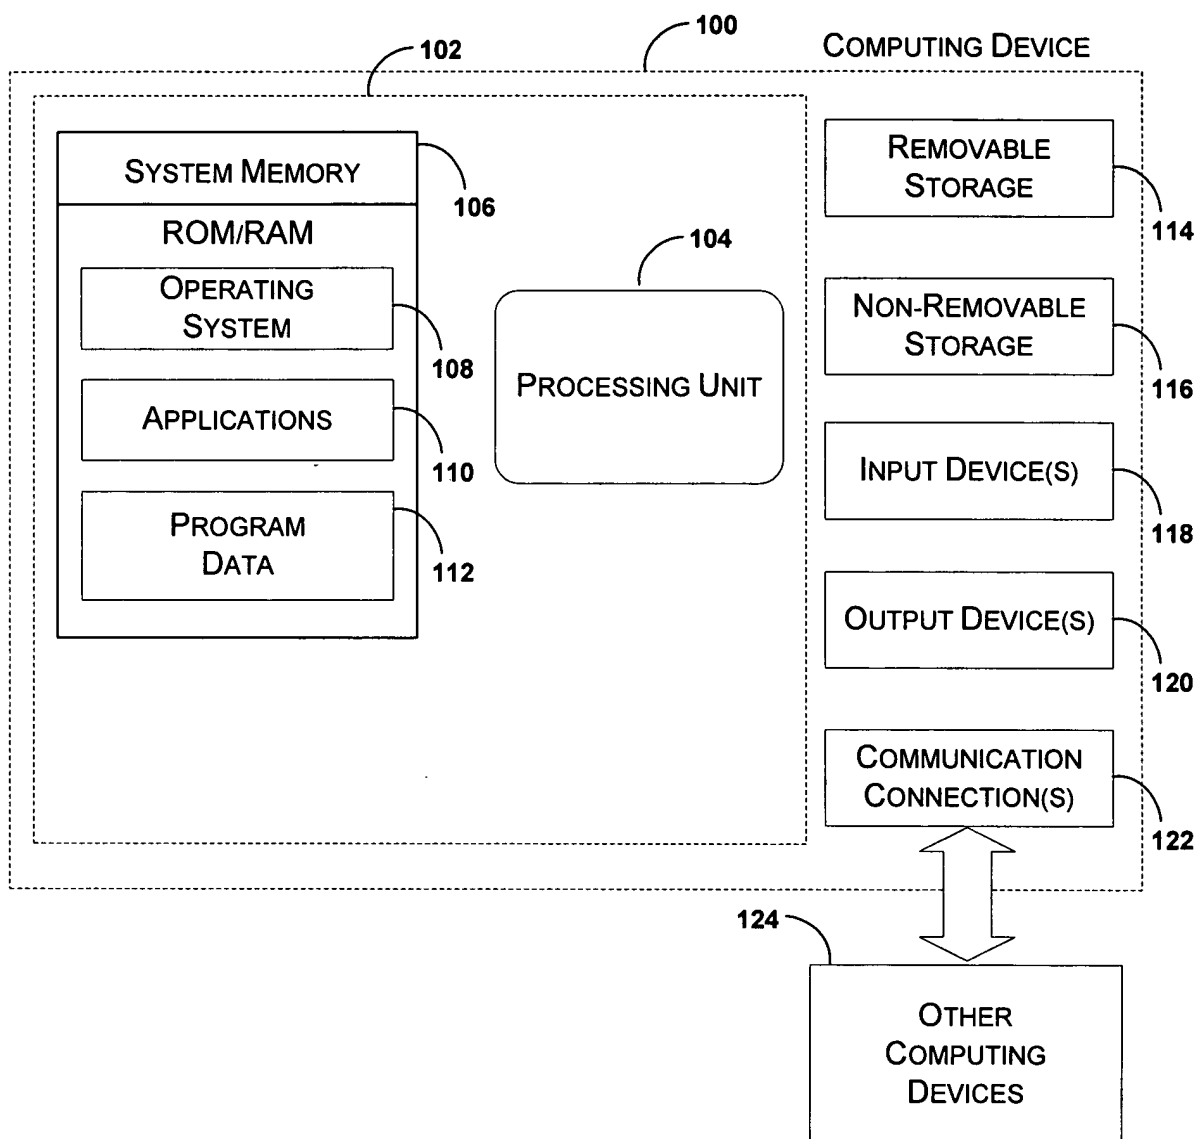 100
COMPUTING DEVICE
102
SYSTEM MEMORY
106
ROM/RAM
OPERATING
SYSTEM
108
APPLICATIONS
110
PROGRAM
DATA
112
104
PROCESSING UNIT
REMOVABLE
STORAGE
114
NON-REMOVABLE
STORAGE
116
INPUT DEVICE(S)
118
OUTPUT DEVICE(S)
120
COMMUNICATION
CONNECTION(S)
122
124
OTHER
COMPUTING
DEVICES